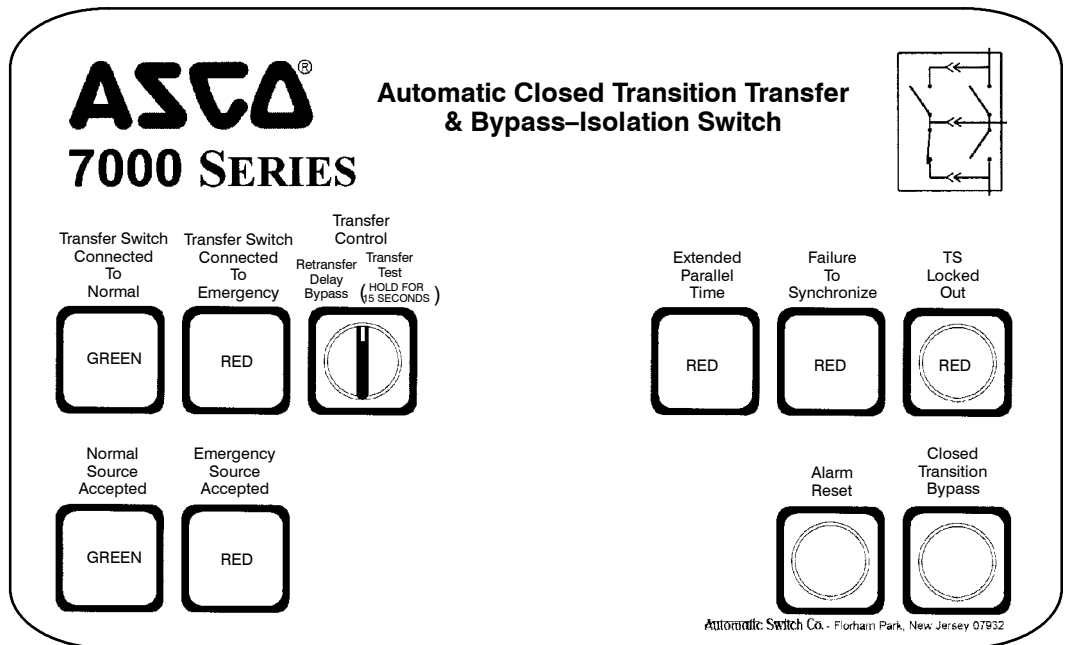 ASCO®
7000 SERIES
Automatic Closed Transition Transfer
& Bypass–Isolation Switch
Transfer Switch
Connected
To
Normal
GREEN
Transfer Switch
Connected
To
Emergency
RED
Transfer
Control
Retransfer
Delay
Bypass
Transfer
Test
(HOLD FOR
15 SECONDS)
Extended
Parallel
Time
RED
Failure
To
Synchronize
RED
TS
Locked
Out
RED
Normal
Source
Accepted
GREEN
Emergency
Source
Accepted
RED
Alarm
Reset
Closed
Transition
Bypass
Automatic Switch Co. - Florham Park, New Jersey 07932